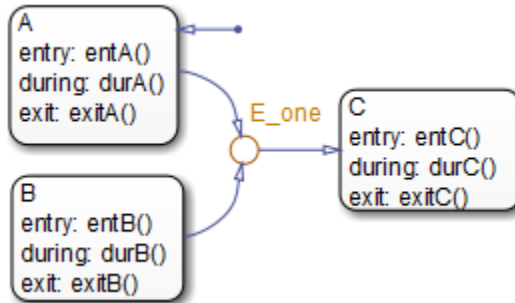 A
entry: entA()
during: durA()
exit: exitA()
E_one
C
entry: entC()
during: durC()
exit: exitC()
B
entry: entB()
during: durB()
exit: exitB()